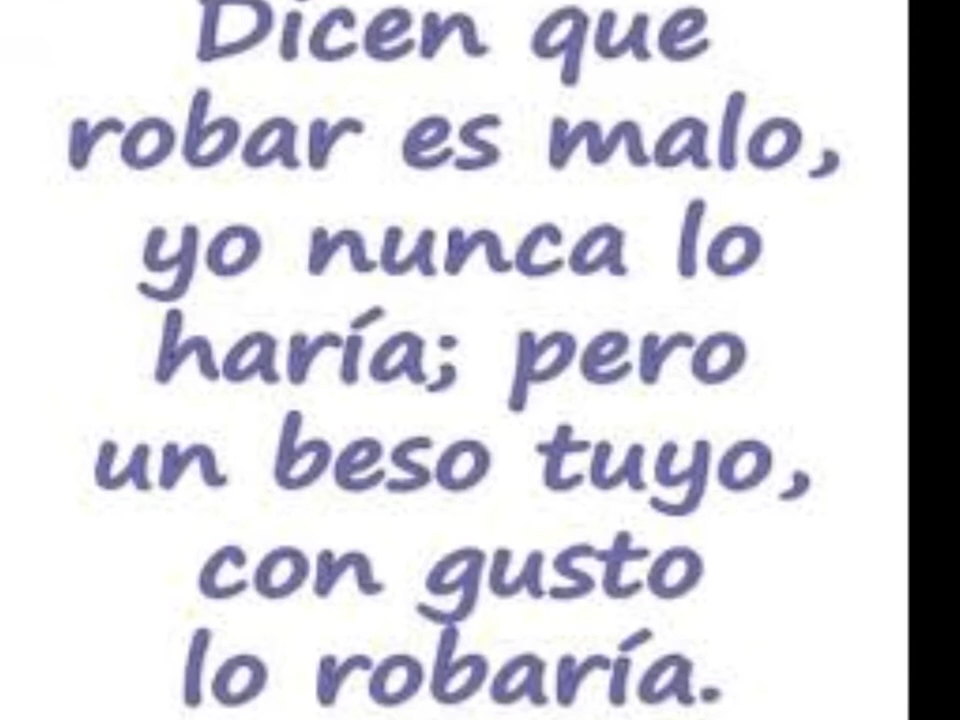 Dicen que
robar es malo,
yo nunca lo
haría; pero
un beso tuyo,
con gusto
lo robaría.